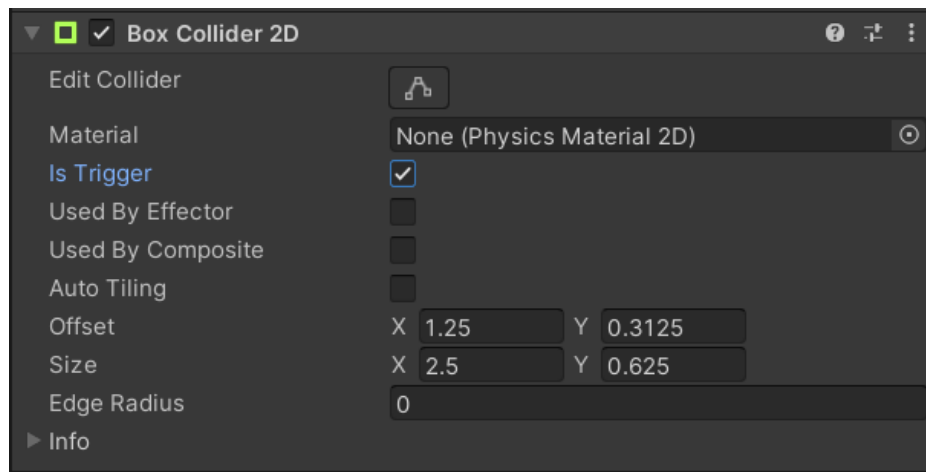 Box Collider 2D
Edit Collider
Material None (Physics Material 2D)
Is Trigger
Used By Effector
Used By Composite
Auto Tiling
Offset X 1.25 Y 0.3125
Size X 2.5 Y 0.625
Edge Radius 0
Info